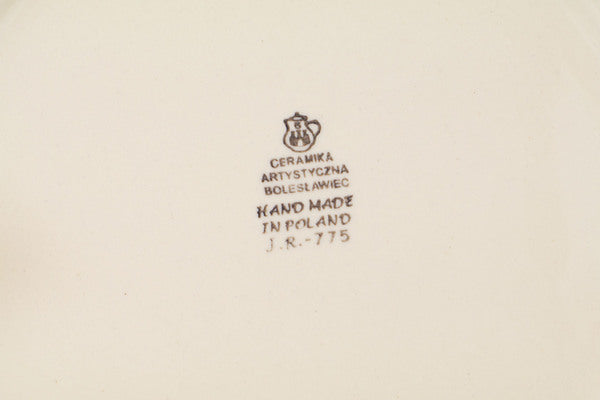 CERAMIKA
ARTYSTYCZNA
BOLESŁAWIEC
HAND MADE
IN POLAND
J.R.-775